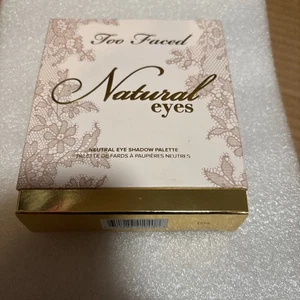 Too Faced
Natural
eyes
NEUTRAL EYE SHADOW PALETTE
PALETTE DE FARDS À PAUPIÈRES NEUTRES